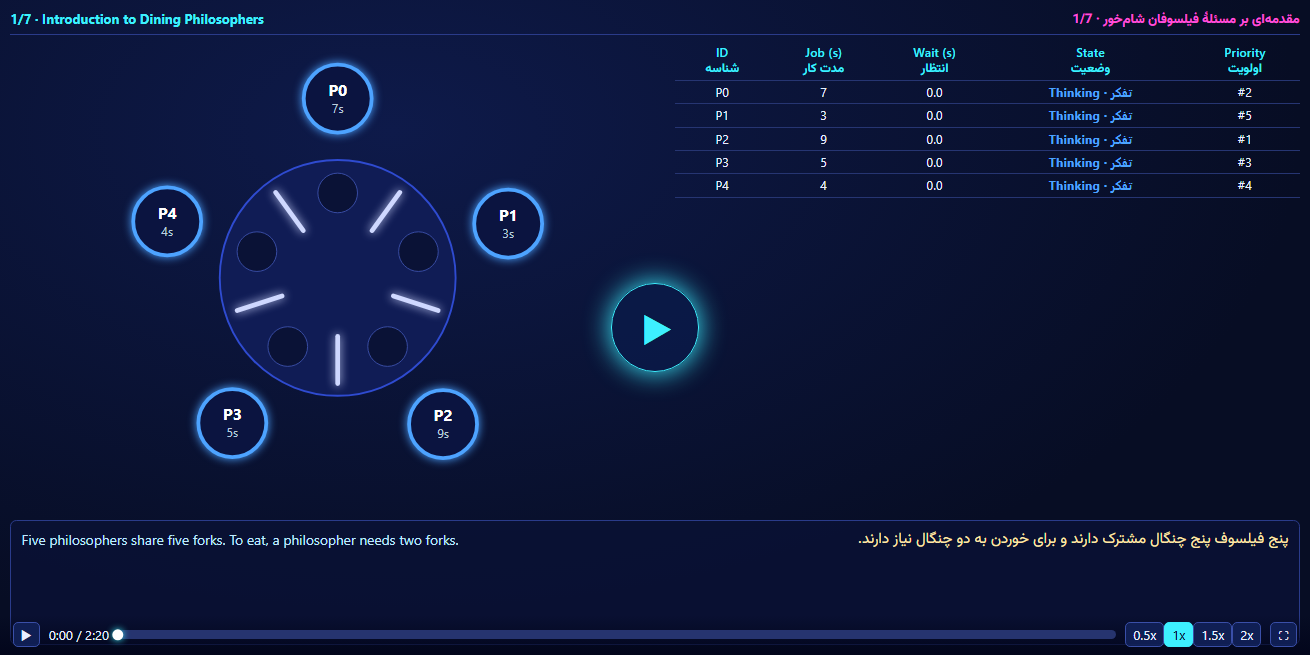 1/7 · Introduction to Dining Philosophers
مقدمه‌ای بر مسئلهٔ فیلسوفان شام‌خور · 1/7
P0
7s
P4
4s
P1
3s
P3
5s
P2
9s
ID Job (s) Wait (s) State Priority
شناسه مدت کار انتظار وضعیت اولویت
P0 7 0.0 Thinking · تفکر #2
P1 3 0.0 Thinking · تفکر #5
P2 9 0.0 Thinking · تفکر #1
P3 5 0.0 Thinking · تفکر #3
P4 4 0.0 Thinking · تفکر #4
Five philosophers share five forks. To eat, a philosopher needs two forks.
پنج فیلسوف پنج چنگال مشترک دارند و برای خوردن به دو چنگال نیاز دارند.
0:00 / 2:20 0.5x 1x 1.5x 2x